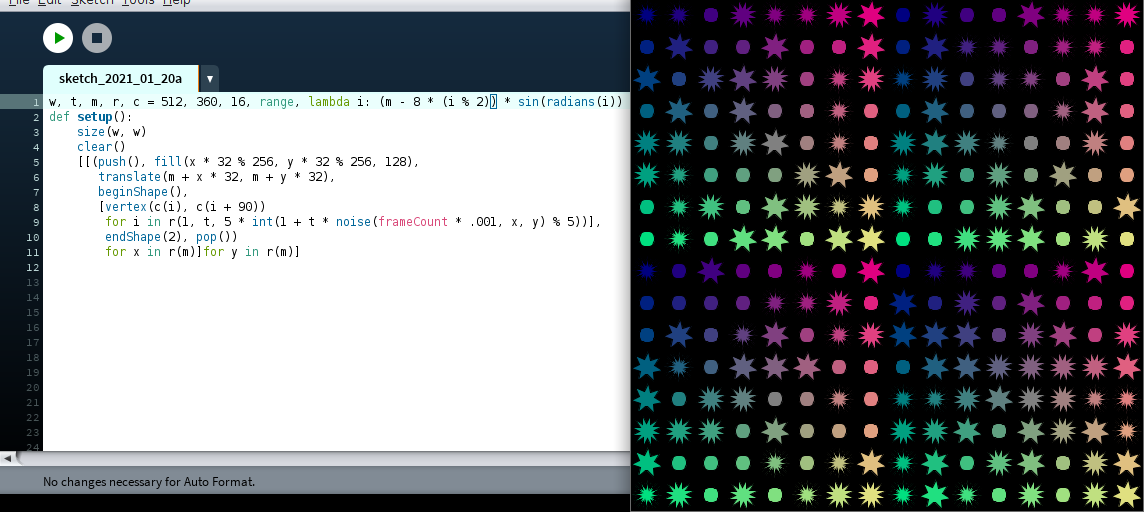 File Edit Sketch Tools Help
sketch_2021_01_20a ▼
1 w, t, m, r, c = 512, 360, 16, range, lambda i: (m - 8 * (i % 2)) * sin(radians(i))
2 def setup():
3 size(w, w)
4 clear()
5 [[(push(), fill(x * 32 % 256, y * 32 % 256, 128),
6 translate(m + x * 32, m + y * 32),
7 beginShape(),
8 [vertex(c(i), c(i + 90))
9 for i in r(1, t, 5 * int(1 + t * noise(frameCount * .001, x, y) % 5))],
10 endShape(2), pop())
11 for x in r(m)]for y in r(m)]
12
13
14
15
16
17
18
19
20
21
22
23
24
No changes necessary for Auto Format.